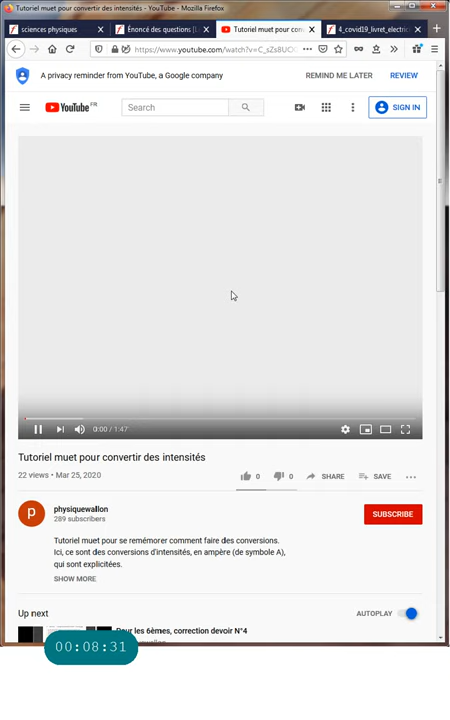 Tutoriel muet pour convertir des intensités - YouTube - Mozilla Firefox
sciences physiques
Énoncé des questions (L
Tutoriel muet pour con
4_covid19_livret_electric
https://www.youtube.com/watch?v=C_sZs8UC
A privacy reminder from YouTube, a Google company
REMIND ME LATER
REVIEW
YouTube FR
Search
SIGN IN
0:00 / 1:47
Tutoriel muet pour convertir des intensités
22 views • Mar 25, 2020
0
0
SHARE
SAVE
p
physiquewallon
289 subscribers
SUBSCRIBE
Tutoriel muet pour se remémorer comment faire des conversions.
Ici, ce sont des conversions d'intensités, en ampère (de symbole A),
qui sont explicitées.
SHOW MORE
Up next
AUTOPLAY
Pour les 6èmes, correction devoir N°4
00:08:31